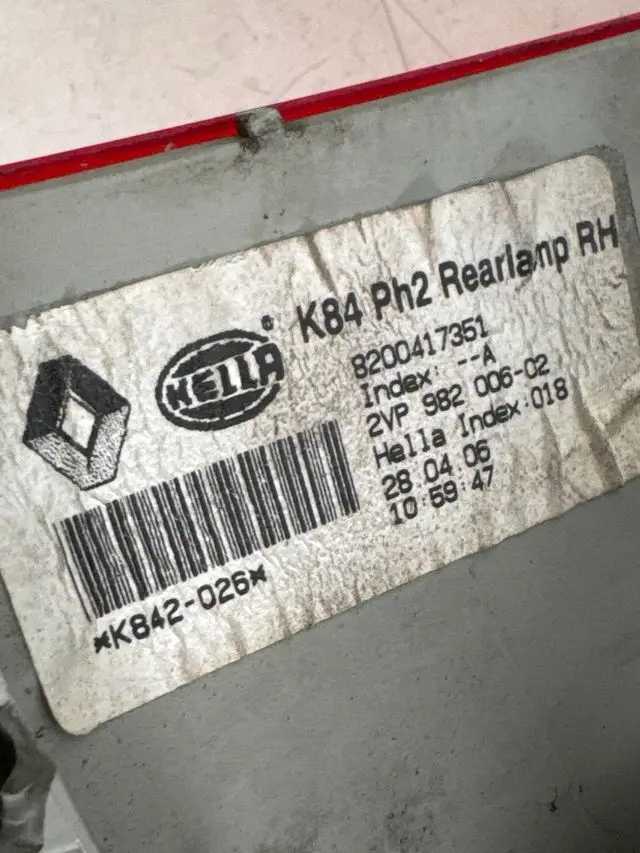 K84 Ph2 Rearlamp RH
HELLA®
8200417351
Index: --A
2VP 982 006-02
Hella Index:018
28 04 06
10:59:47
*K842-026*